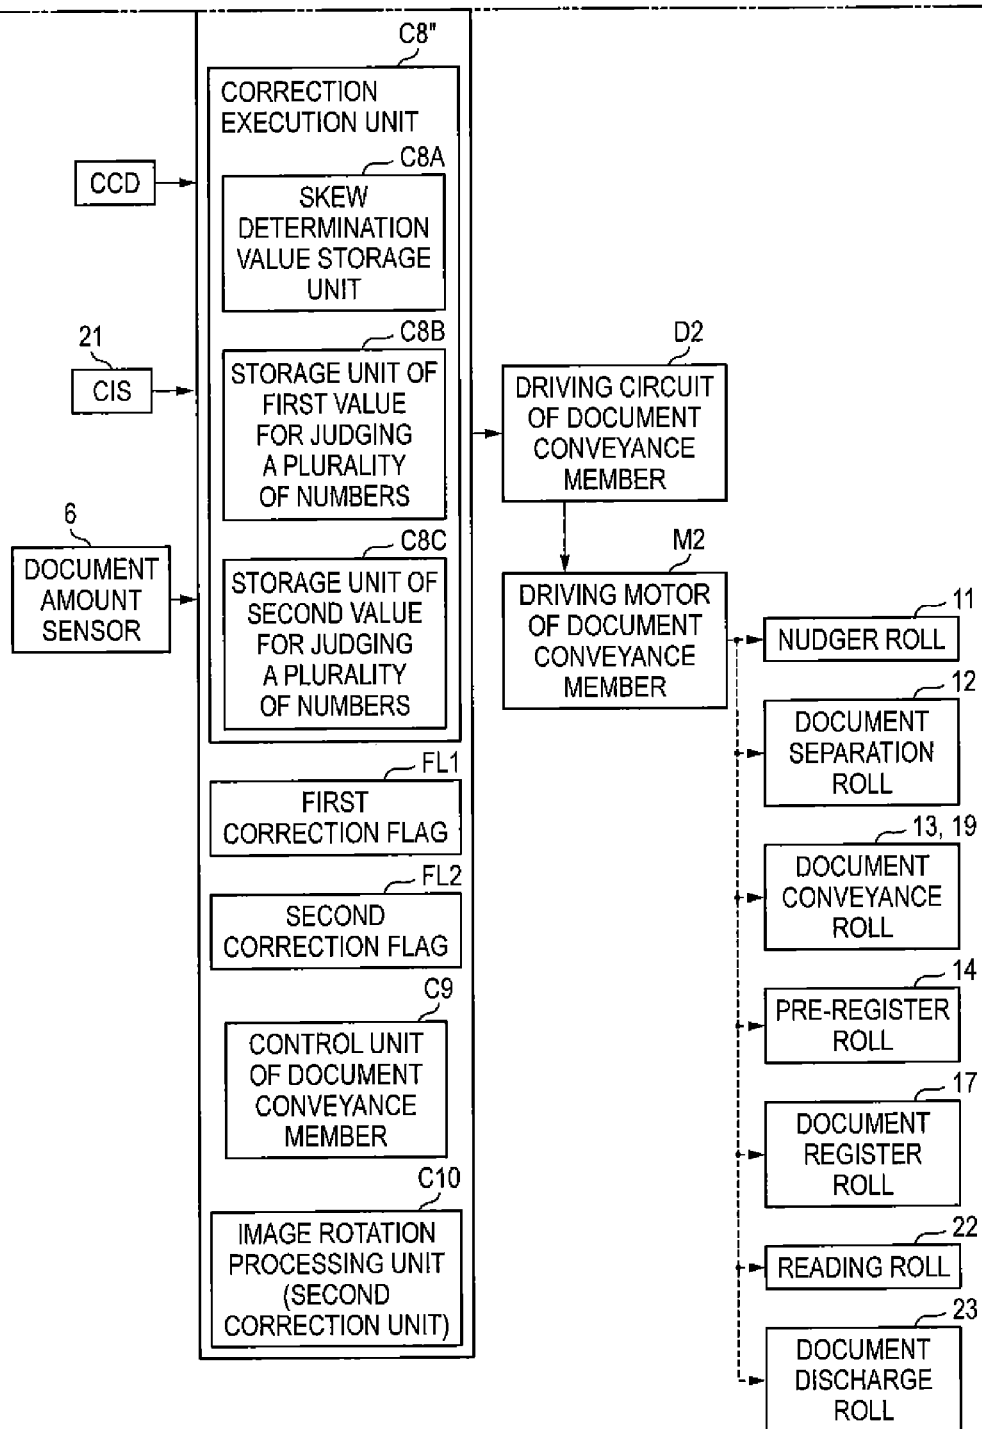 C8"
CORRECTION
EXECUTION UNIT
C8A
SKEW
DETERMINATION
VALUE STORAGE
UNIT
CCD
C8B
STORAGE UNIT OF
FIRST VALUE
FOR JUDGING
A PLURALITY
OF NUMBERS
21
CIS
C8C
STORAGE UNIT OF
SECOND VALUE
FOR JUDGING
A PLURALITY
OF NUMBERS
6
DOCUMENT
AMOUNT
SENSOR
FL1
FIRST
CORRECTION FLAG
FL2
SECOND
CORRECTION FLAG
C9
CONTROL UNIT
OF DOCUMENT
CONVEYANCE
MEMBER
C10
IMAGE ROTATION
PROCESSING UNIT
(SECOND
CORRECTION UNIT)
D2
DRIVING CIRCUIT
OF DOCUMENT
CONVEYANCE
MEMBER
M2
DRIVING MOTOR
OF DOCUMENT
CONVEYANCE
MEMBER
11
NUDGER ROLL
12
DOCUMENT
SEPARATION
ROLL
13, 19
DOCUMENT
CONVEYANCE
ROLL
14
PRE-REGISTER
ROLL
17
DOCUMENT
REGISTER
ROLL
22
READING ROLL
23
DOCUMENT
DISCHARGE
ROLL